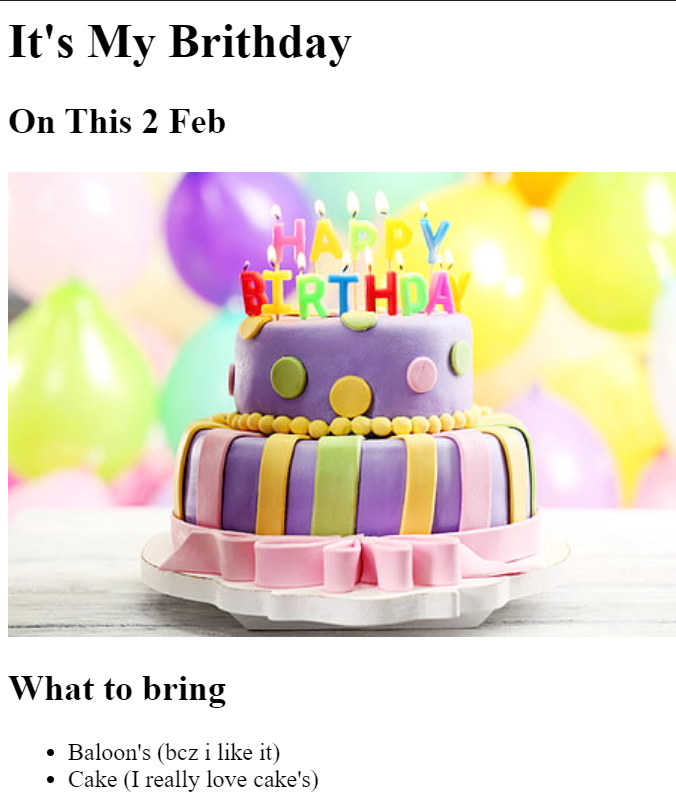 It's My Brithday
On This 2 Feb
HAPPY
BIRTHDAY
What to bring
Baloon's (bcz i like it)
Cake (I really love cake's)